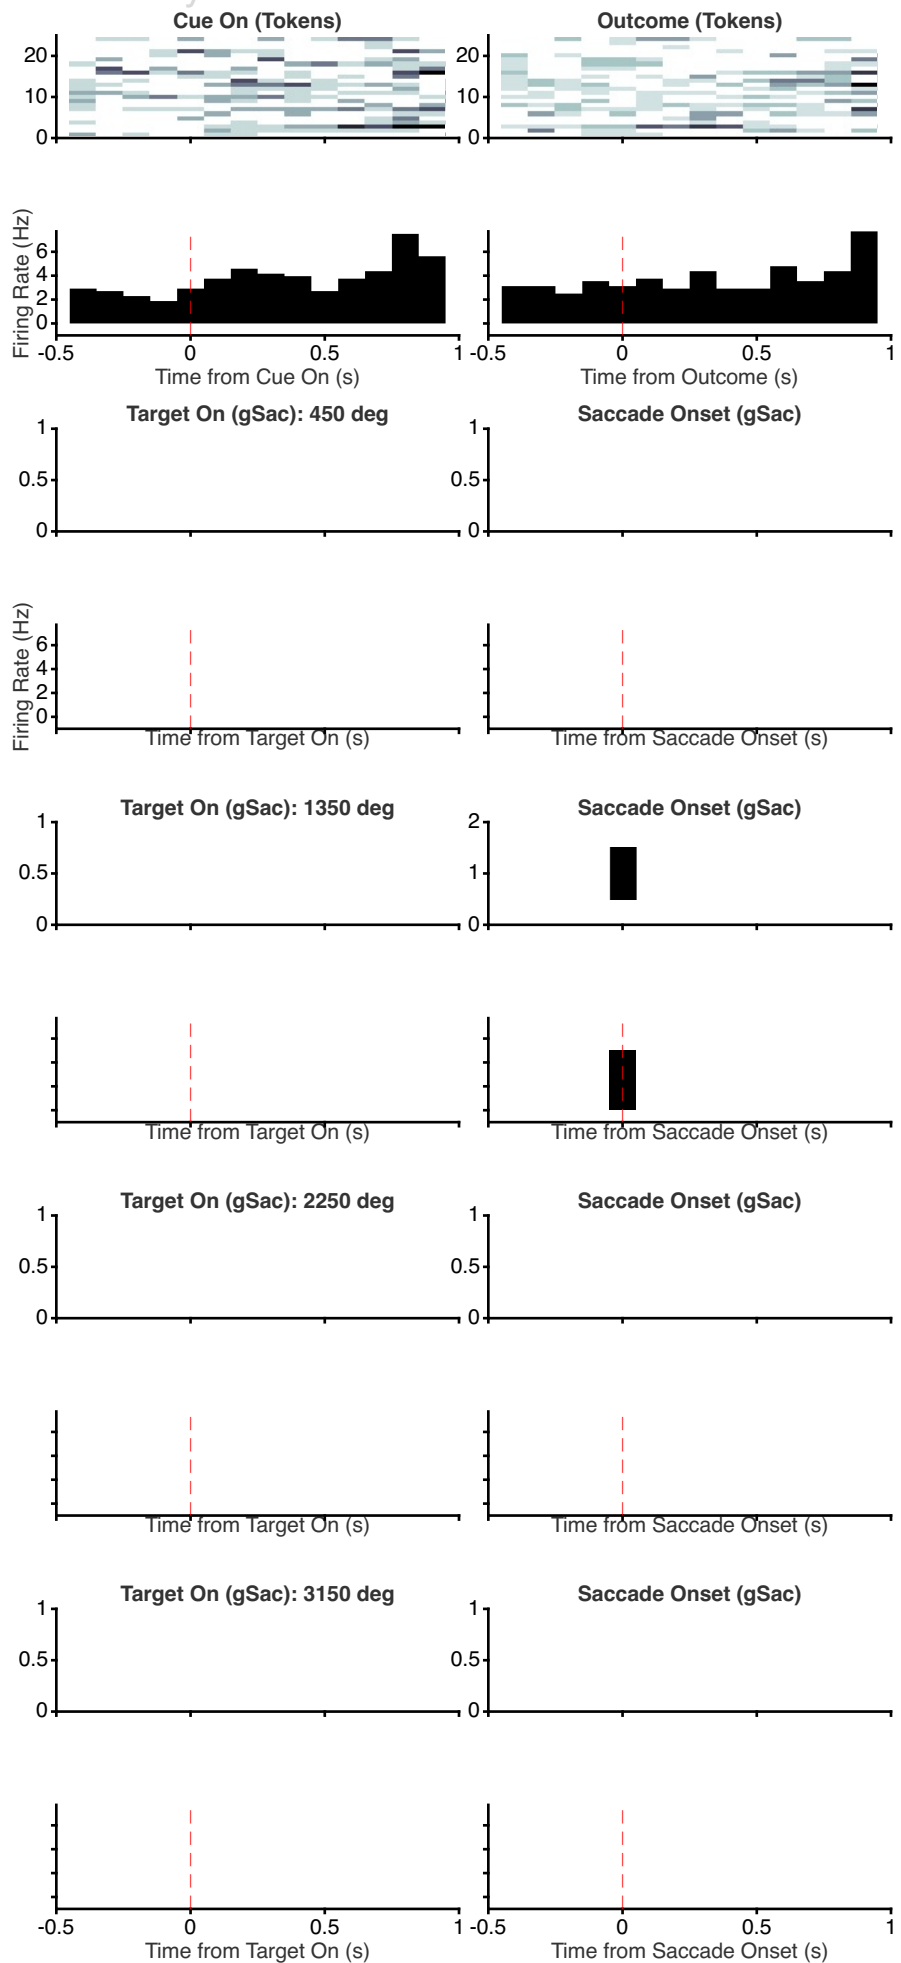 Cue On (Tokens) Outcome (Tokens)
20 20
10 10
0 0
Firing Rate (Hz)
6
4
2
0
-0.5 0 0.5 1 -0.5 0 0.5 1
Time from Cue On (s) Time from Outcome (s)
Target On (gSac): 450 deg Saccade Onset (gSac)
1 1
0.5 0.5
0 0
Firing Rate (Hz)
6
4
2
0
Time from Target On (s) Time from Saccade Onset (s)
Target On (gSac): 1350 deg Saccade Onset (gSac)
1 2
0.5 1
0 0
Time from Target On (s) Time from Saccade Onset (s)
Target On (gSac): 2250 deg Saccade Onset (gSac)
1 1
0.5 0.5
0 0
Time from Target On (s) Time from Saccade Onset (s)
Target On (gSac): 3150 deg Saccade Onset (gSac)
1 1
0.5 0.5
0 0
-0.5 0 0.5 1 -0.5 0 0.5 1
Time from Target On (s) Time from Saccade Onset (s)